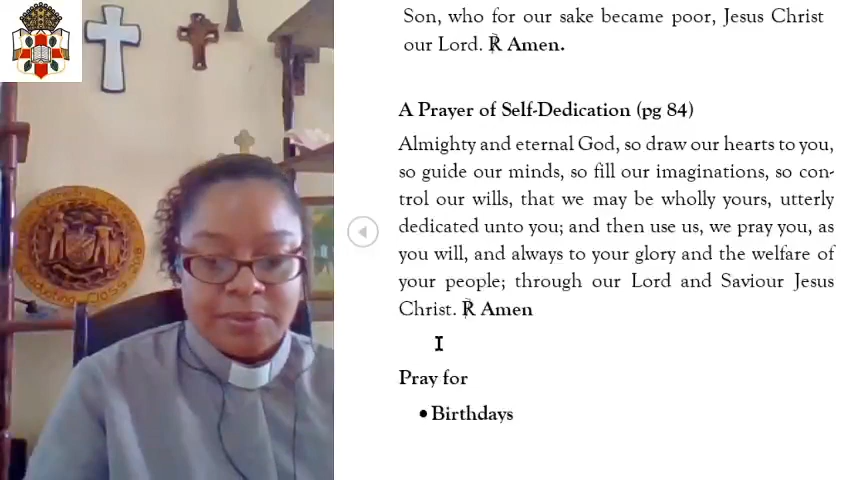 Son, who for our sake became poor, Jesus Christ
our Lord. ℟ Amen.
A Prayer of Self-Dedication (pg 84)
Almighty and eternal God, so draw our hearts to you,
so guide our minds, so fill our imaginations, so con-
trol our wills, that we may be wholly yours, utterly
dedicated unto you; and then use us, we pray you, as
you will, and always to your glory and the welfare of
your people; through our Lord and Saviour Jesus
Christ. ℟ Amen
Pray for
• Birthdays